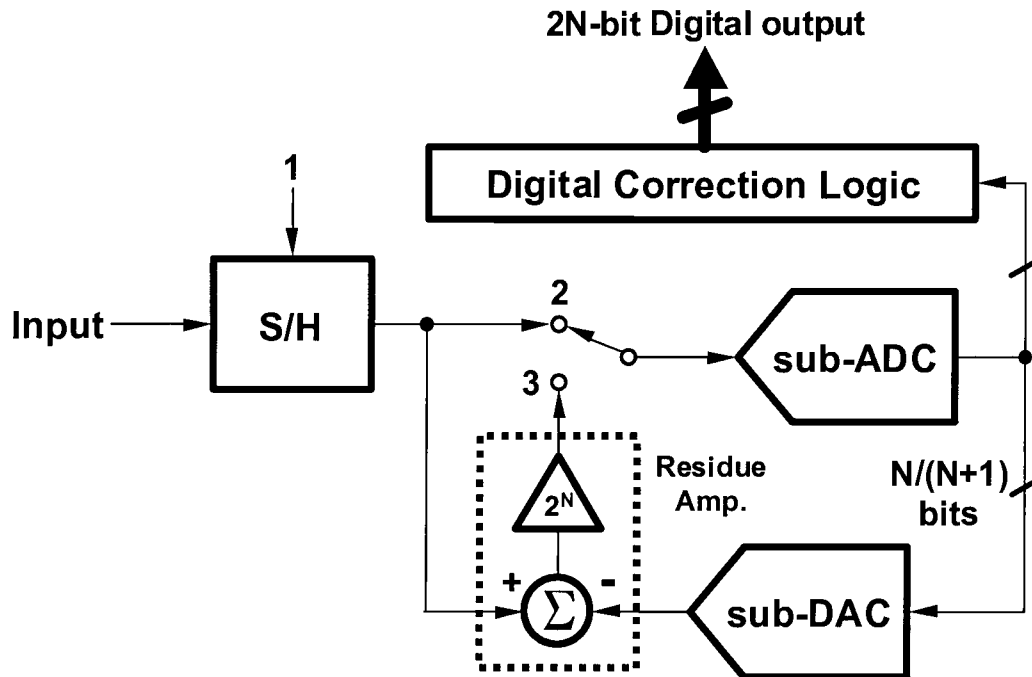 2N-bit Digital output
1
Digital Correction Logic
Input
S/H
2
sub-ADC
3
Residue
Amp.
N/(N+1)
bits
2ᴺ
+
-
Σ
sub-DAC